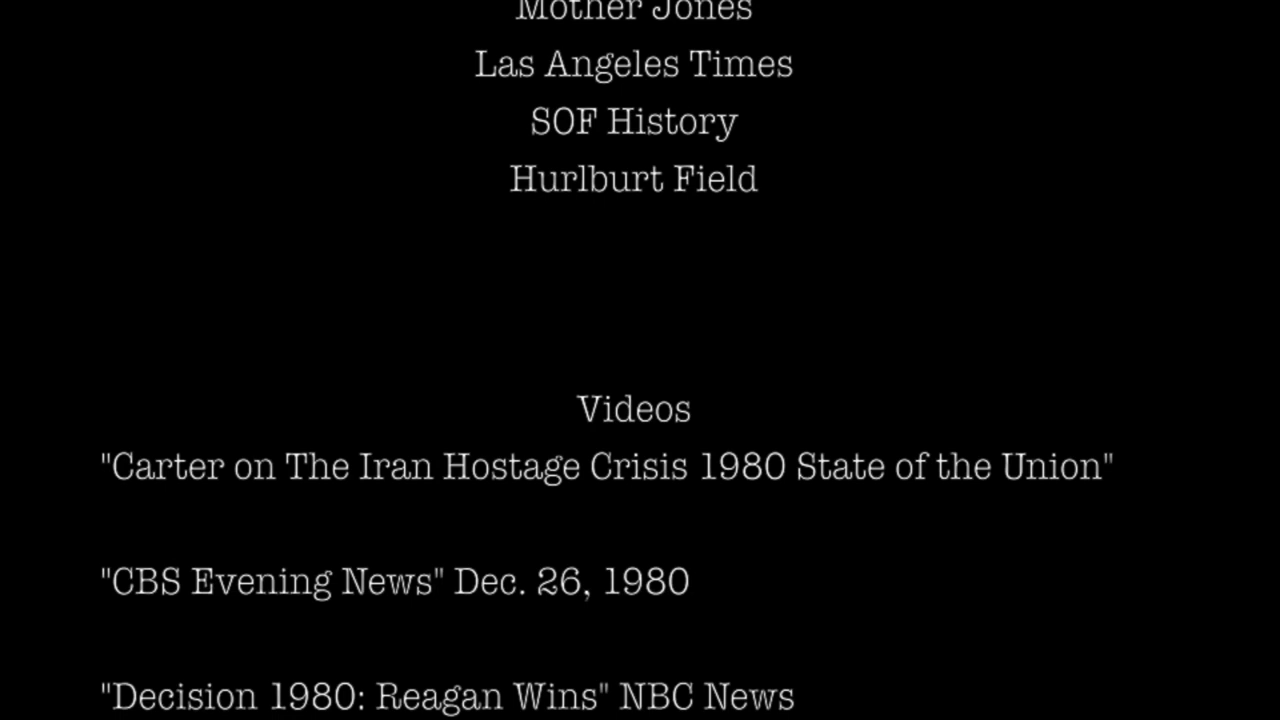 Mother Jones
Las Angeles Times
SOF History
Hurlburt Field
Videos
"Carter on The Iran Hostage Crisis 1980 State of the Union"
"CBS Evening News" Dec. 26, 1980
"Decision 1980: Reagan Wins" NBC News